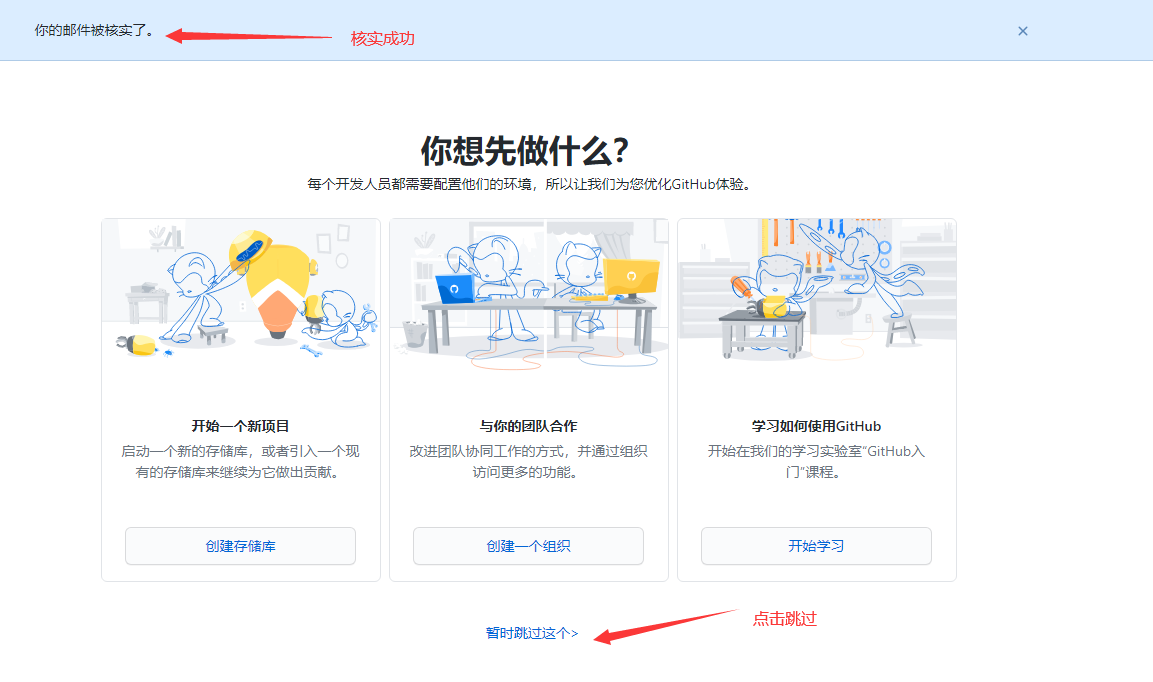 你的邮件被核实了。
核实成功
你想先做什么？
每个开发人员都需要配置他们的环境，所以让我们为您优化GitHub体验。
开始一个新项目
启动一个新的存储库，或者引入一个现
有的存储库来继续为它做出贡献。
创建存储库
与你的团队合作
改进团队协同工作的方式，并通过组织
访问更多的功能。
创建一个组织
学习如何使用GitHub
开始在我们的学习实验室“GitHub入
门”课程。
开始学习
暂时跳过这个>
点击跳过